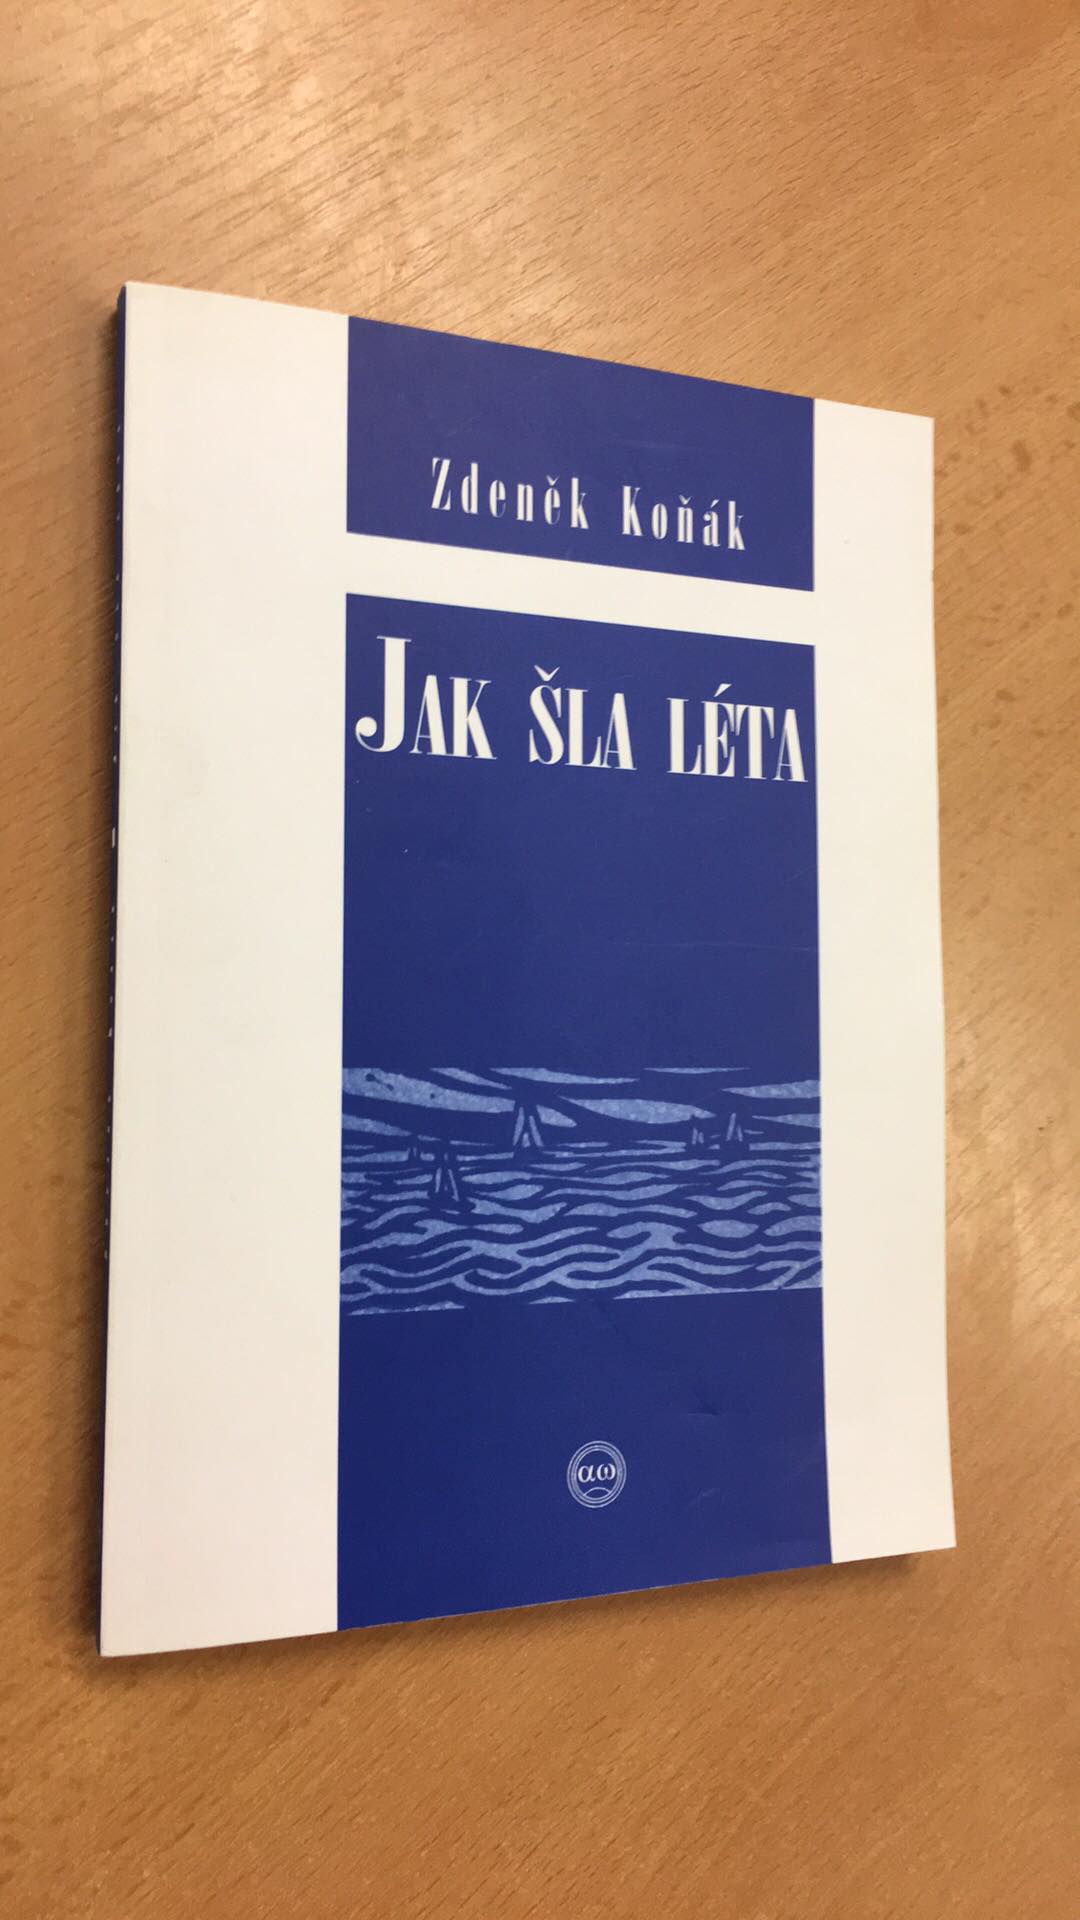 Zdeněk Koňák
JAK ŠLA LÉTA
αω